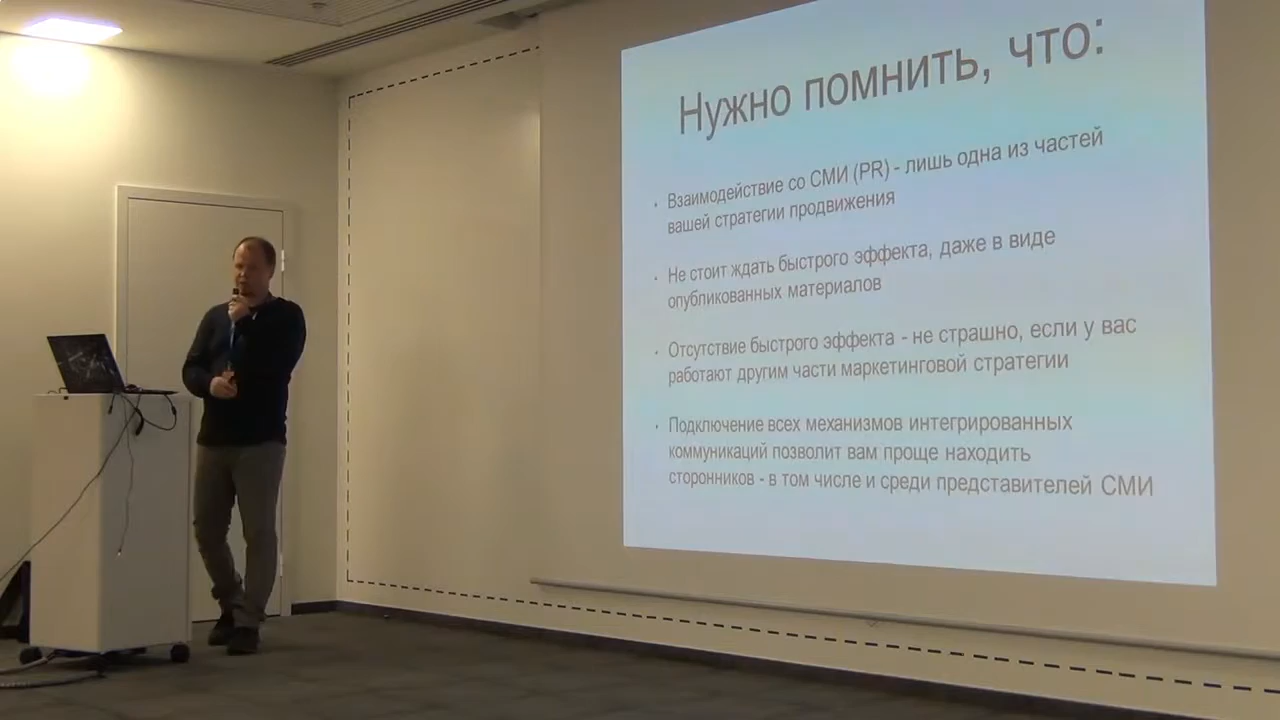 Нужно помнить, что:
Взаимодействие со СМИ (PR) - лишь одна из частей
вашей стратегии продвижения
Не стоит ждать быстрого эффекта, даже в виде
опубликованных материалов
Отсутствие быстрого эффекта - не страшно, если у вас
работают другим части маркетинговой стратегии
Подключение всех механизмов интегрированных
коммуникаций позволит вам проще находить
сторонников - в том числе и среди представителей СМИ